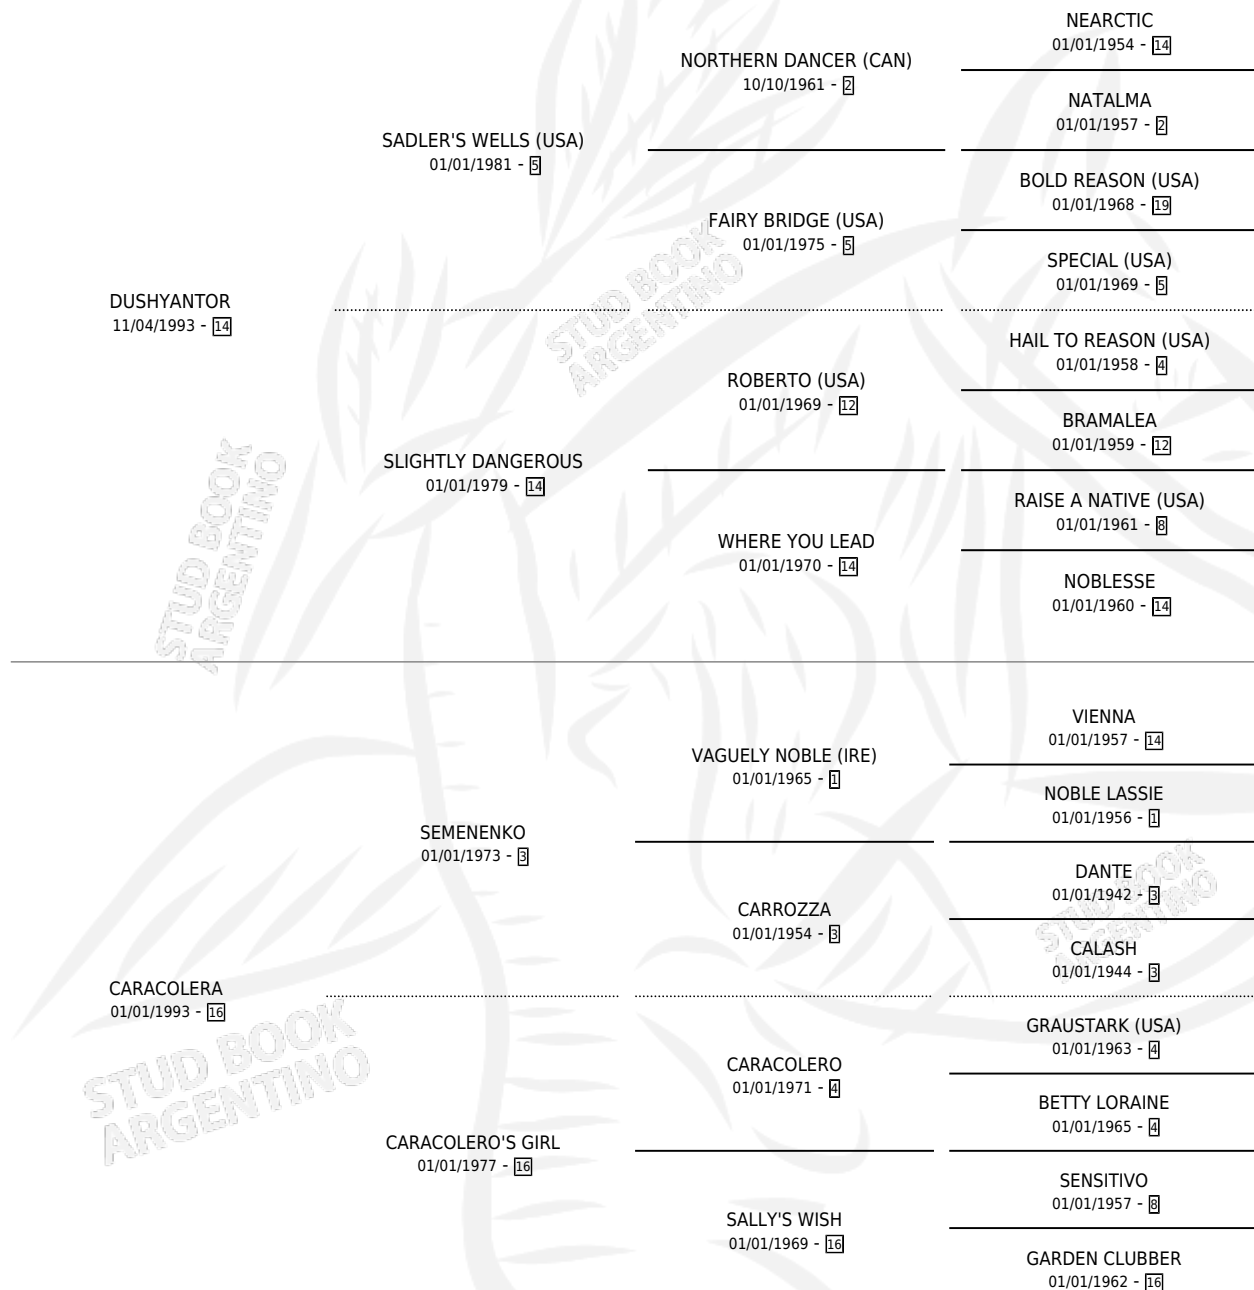 NEARCTIC
01/01/1954 - 14
NORTHERN DANCER (CAN)
10/10/1961 - 2
NATALMA
01/01/1957 - 2
SADLER'S WELLS (USA)
01/01/1981 - 5
BOLD REASON (USA)
01/01/1968 - 19
FAIRY BRIDGE (USA)
01/01/1975 - 5
SPECIAL (USA)
01/01/1969 - 5
DUSHYANTOR
11/04/1993 - 14
HAIL TO REASON (USA)
01/01/1958 - 4
ROBERTO (USA)
01/01/1969 - 12
BRAMALEA
01/01/1959 - 12
SLIGHTLY DANGEROUS
01/01/1979 - 14
RAISE A NATIVE (USA)
01/01/1961 - 8
WHERE YOU LEAD
01/01/1970 - 14
NOBLESSE
01/01/1960 - 14
VIENNA
01/01/1957 - 14
VAGUELY NOBLE (IRE)
01/01/1965 - 1
NOBLE LASSIE
01/01/1956 - 1
SEMENENKO
01/01/1973 - 3
DANTE
01/01/1942 - 3
CARROZZA
01/01/1954 - 3
CALASH
01/01/1944 - 3
CARACOLERA
01/01/1993 - 16
GRAUSTARK (USA)
01/01/1963 - 4
CARACOLERO
01/01/1971 - 4
BETTY LORAINE
01/01/1965 - 4
CARACOLERO'S GIRL
01/01/1977 - 16
SENSITIVO
01/01/1957 - 8
SALLY'S WISH
01/01/1969 - 16
GARDEN CLUBBER
01/01/1962 - 16
STUD BOOK
ARGENTINO
STUD BOOK
ARGENTINO
STUD BOOK
ARGENTINO
STUD BOOK
ARGENTINO